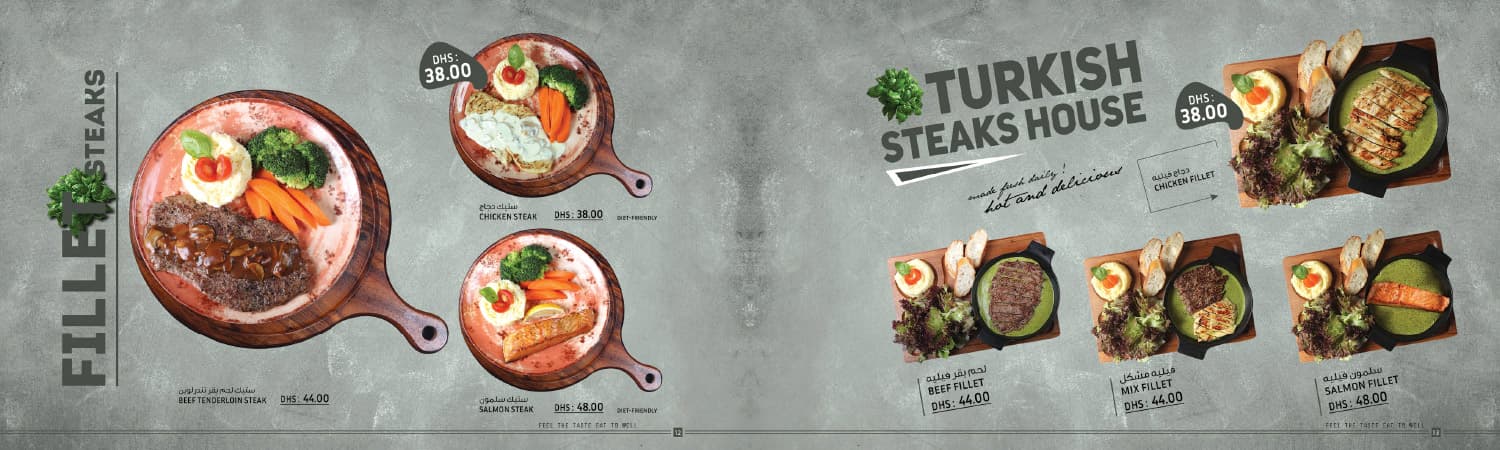 FILLET
STEAKS
DHS:
38.00
ستيك دجاج
CHICKEN STEAK DHS: 38.00 DIET-FRIENDLY
ستيك لحم بقر تندرلوين
BEEF TENDERLOIN STEAK DHS: 44.00
ستيك سلمون
SALMON STEAK DHS: 48.00 DIET-FRIENDLY
FEEL THE TASTE EAT TO WELL
12
TURKISH
STEAKS HOUSE
made fresh daily!
hot and delicious
DHS:
38.00
دجاج فيليه
CHICKEN FILLET
لحم بقر فيليه
BEEF FILLET
DHS: 44.00
فيليه مشكل
MIX FILLET
DHS: 44.00
سلمون فيليه
SALMON FILLET
DHS: 48.00
FEEL THE TASTE EAT TO WELL
13